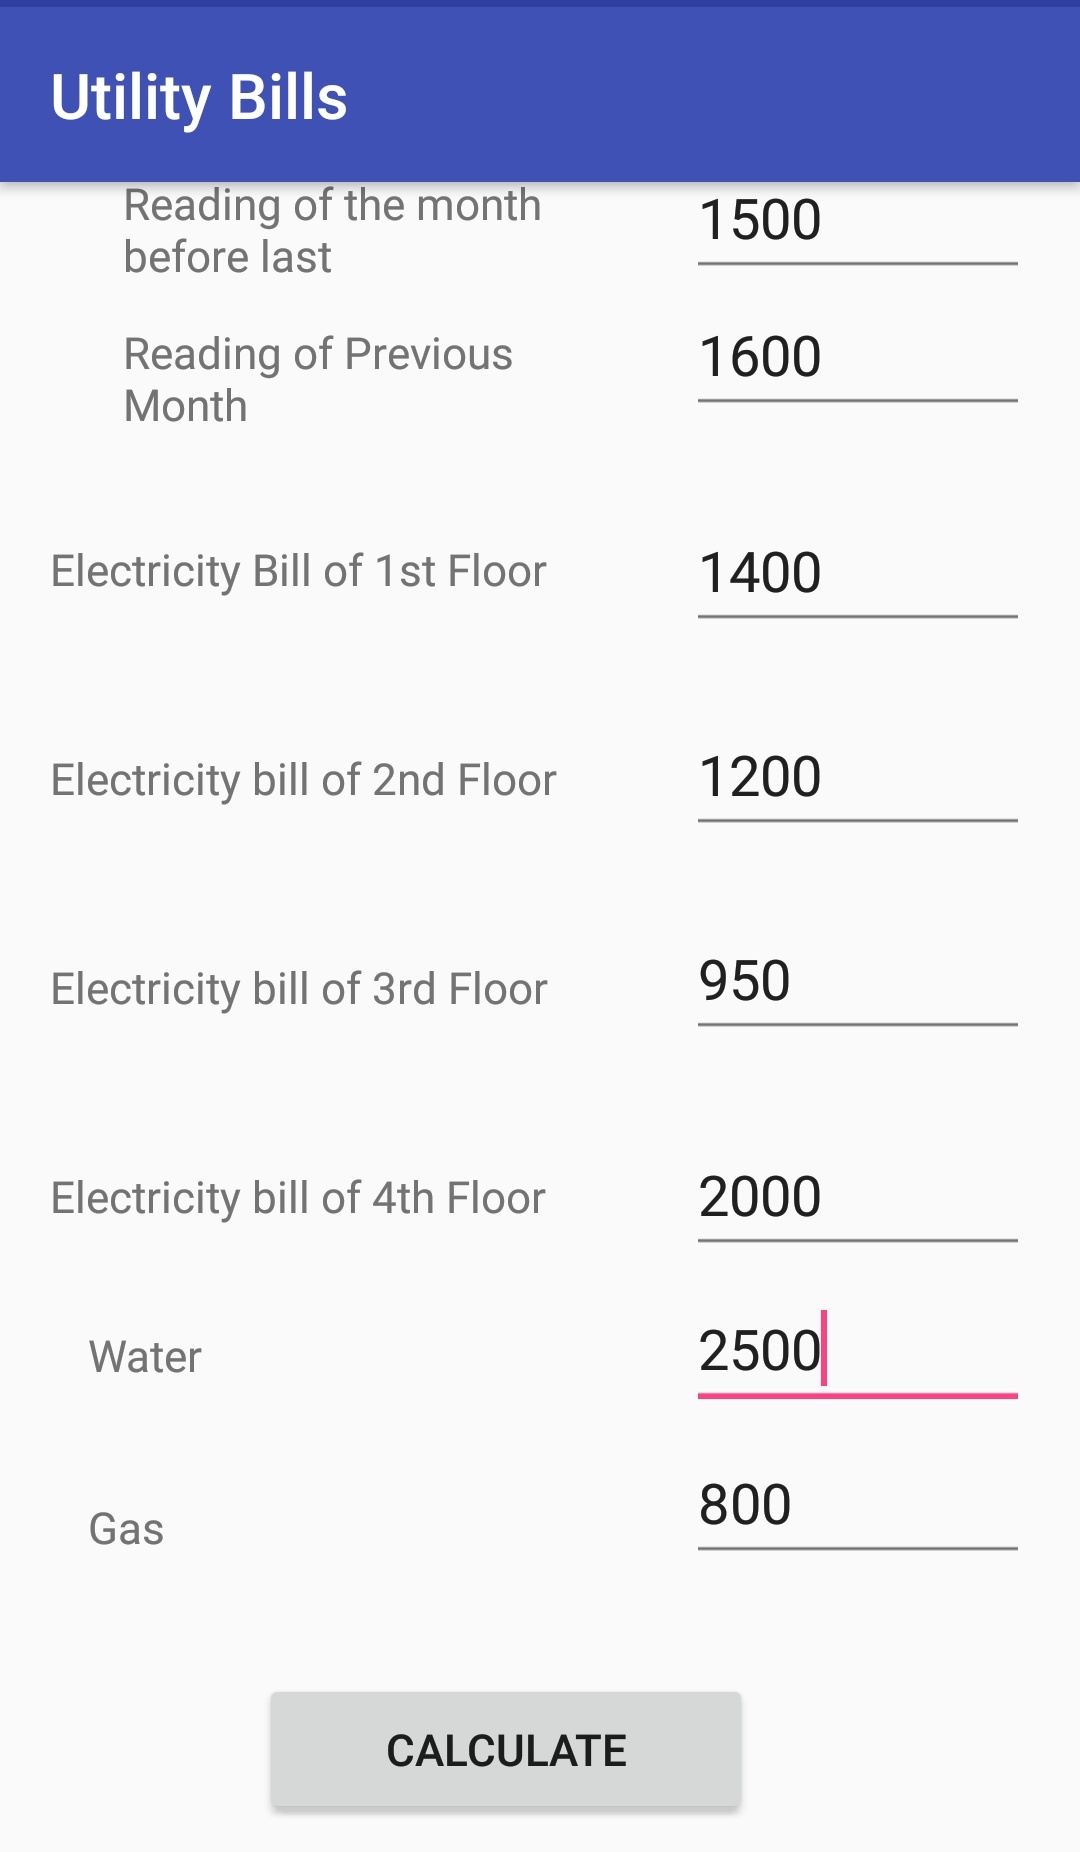 Utility Bills
Reading of the month
before last
1500
Reading of Previous
Month
1600
Electricity Bill of 1st Floor
1400
Electricity bill of 2nd Floor
1200
Electricity bill of 3rd Floor
950
Electricity bill of 4th Floor
2000
Water
2500
Gas
800
CALCULATE